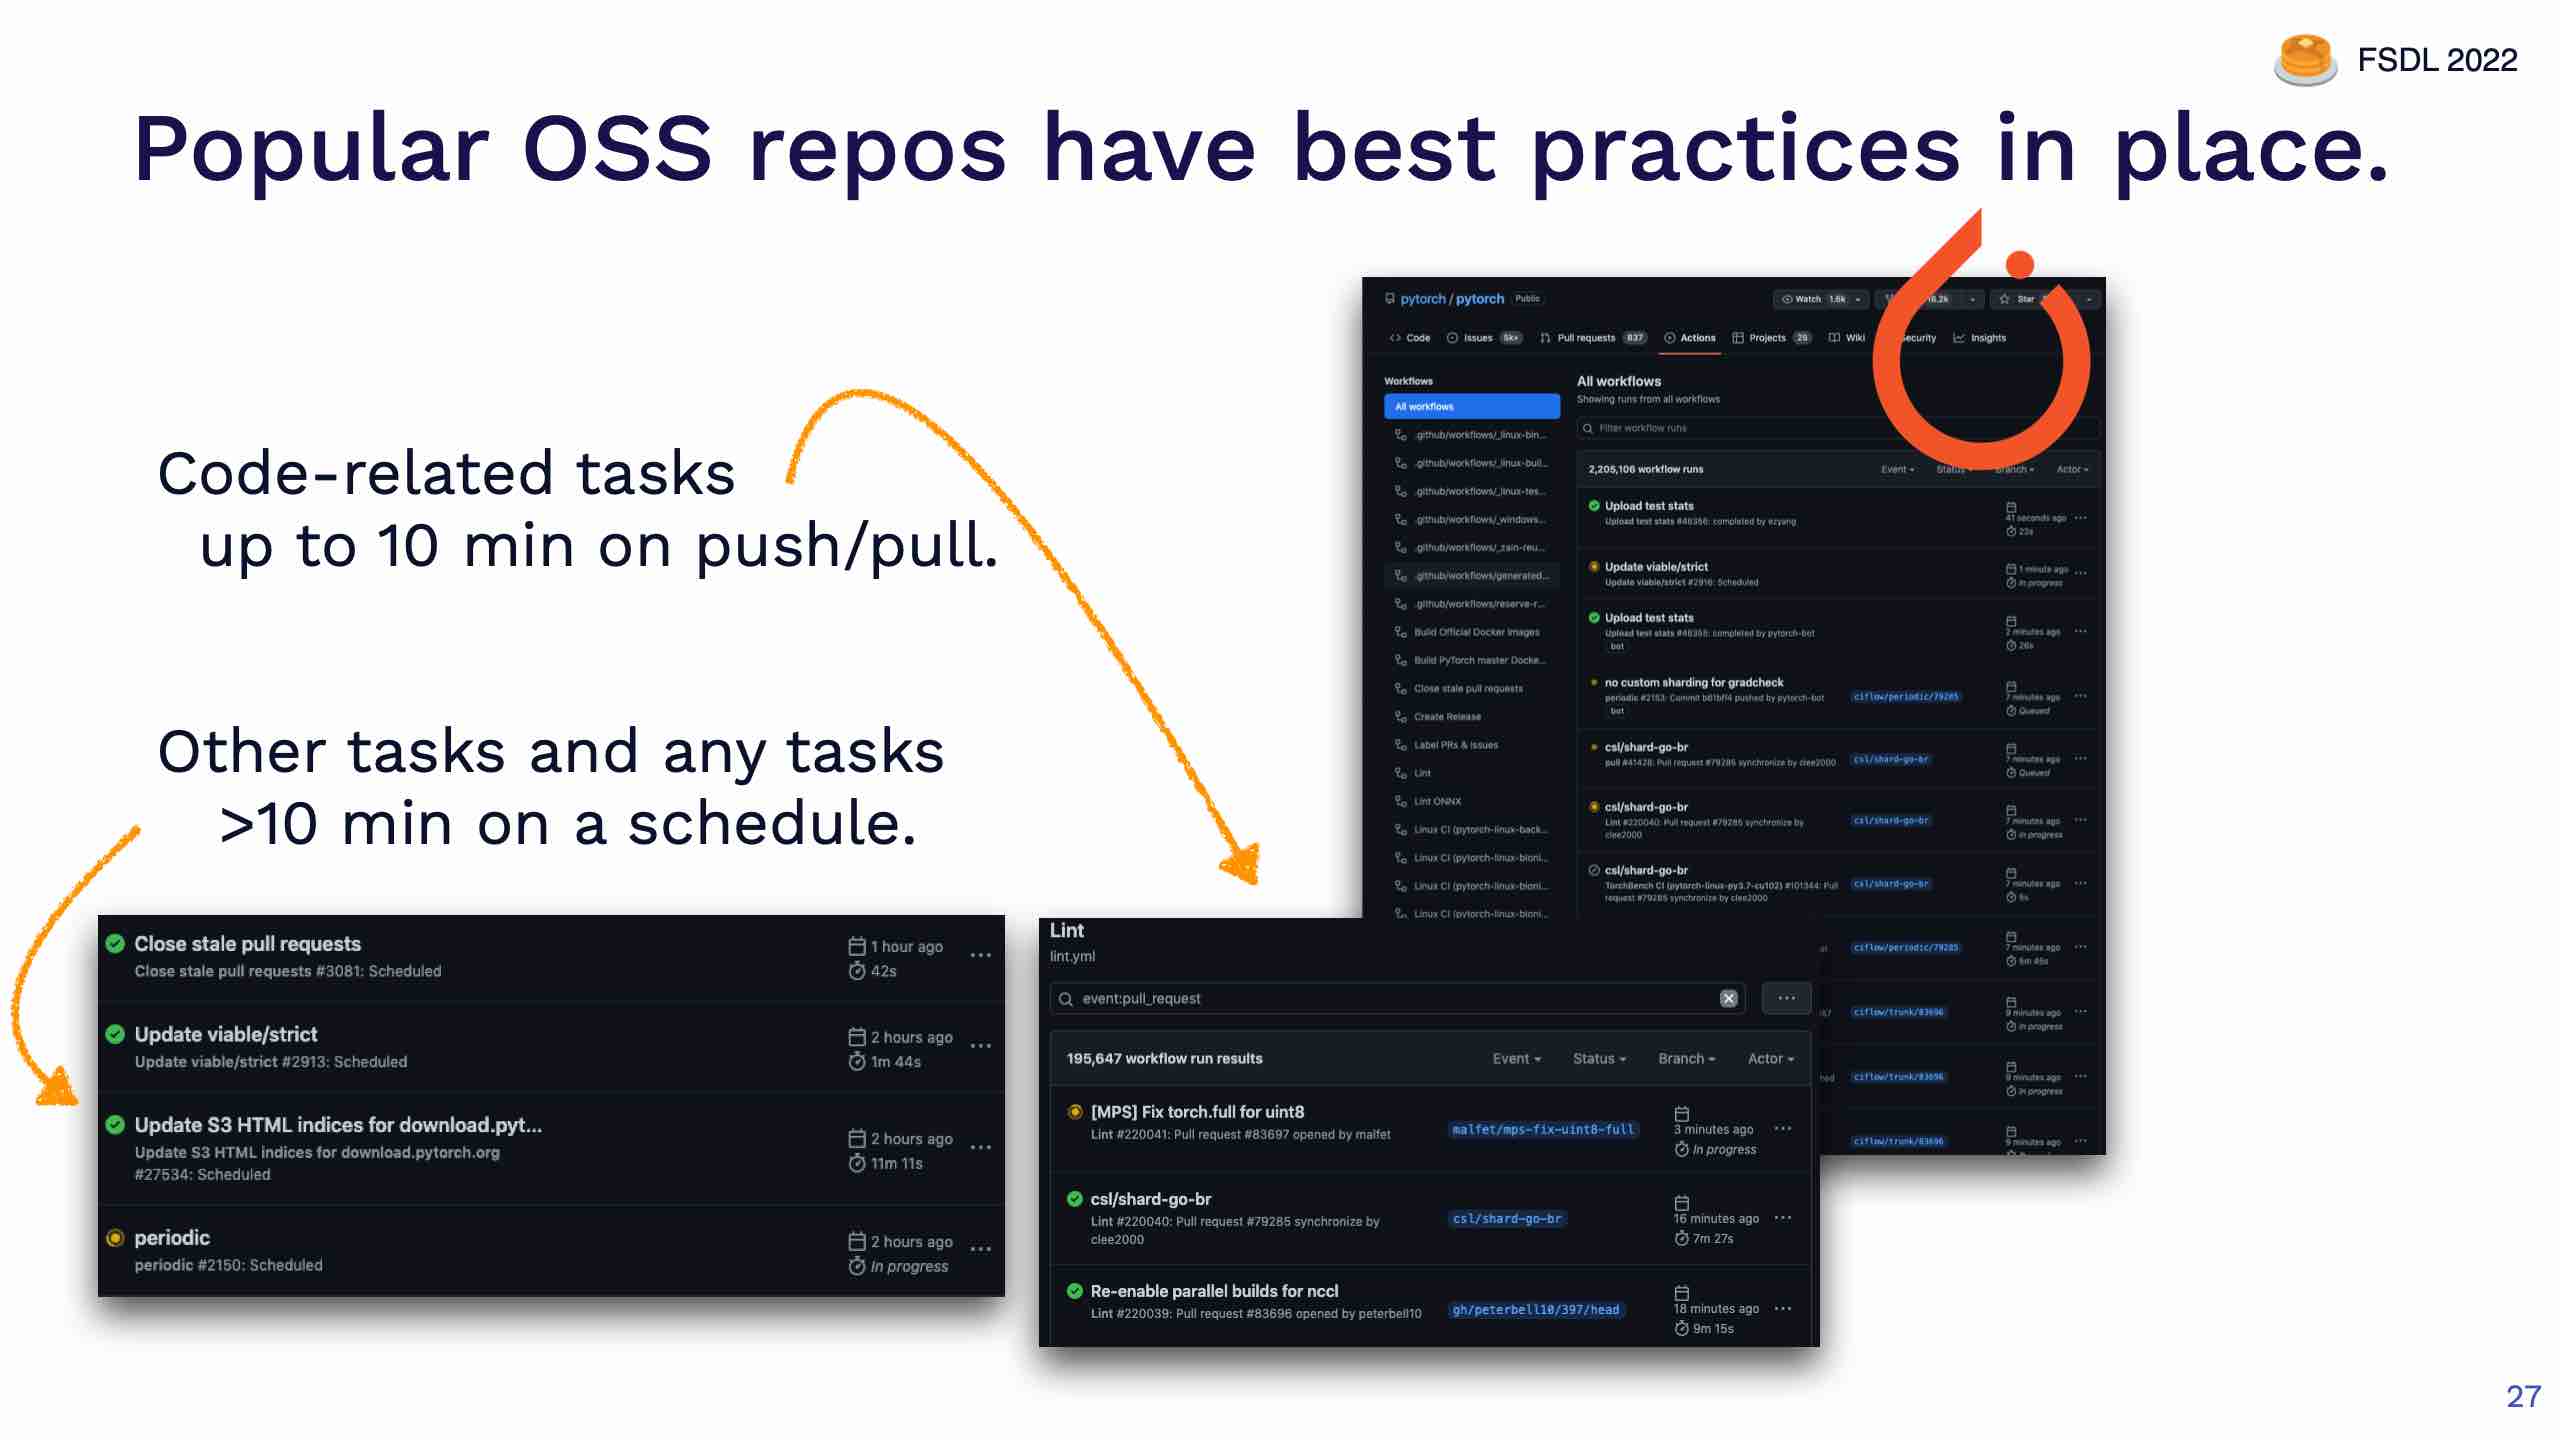 FSDL 2022
Popular OSS repos have best practices in place.
Code-related tasks
up to 10 min on push/pull.
Other tasks and any tasks
>10 min on a schedule.
Close stale pull requests
Close stale pull requests #3081: Scheduled
1 hour ago
42s
Update viable/strict
Update viable/strict #2913: Scheduled
2 hours ago
1m 44s
Update S3 HTML indices for download.pyt...
Update S3 HTML indices for download.pytorch.org
#27534: Scheduled
2 hours ago
11m 11s
periodic
periodic #2150: Scheduled
2 hours ago
In progress
Lint
lint.yml
event:pull_request
195,647 workflow run results
Event Status Branch Actor
[MPS] Fix torch.full for uint8
Lint #220041: Pull request #83697 opened by malfet
malfet/mps-fix-uint8-full
3 minutes ago
In progress
csl/shard-go-br
Lint #220040: Pull request #79285 synchronize by
clee2000
csl/shard-go-br
16 minutes ago
7m 27s
Re-enable parallel builds for nccl
Lint #220039: Pull request #83696 opened by peterbell10
gh/peterbell10/397/head
18 minutes ago
9m 15s
pytorch / pytorch Public
Watch 1.6k
Star
Code Issues 5k+ Pull requests 837 Actions Projects 28 Wiki Insights
Workflows
All workflows
.github/workflows/_linux-bin...
.github/workflows/_linux-buil...
.github/workflows/_linux-tes...
.github/workflows/_windows...
.github/workflows/_zain-reu...
.github/workflows/generated...
.github/workflows/reserve-r...
Build Official Docker Images
Build PyTorch master Docke...
Close stale pull requests
Create Release
Label PRs & Issues
Lint
Lint ONNX
Linux CI (pytorch-linux-back...
Linux CI (pytorch-linux-bioni...
Linux CI (pytorch-linux-bioni...
Linux CI (pytorch-linux-bioni...
All workflows
Showing runs from all workflows
Filter workflow runs
2,205,106 workflow runs
Event Status Branch Actor
Upload test stats
Upload test stats #46366: completed by ezyang
41 seconds ago
23s
Update viable/strict
Update viable/strict #2916: Scheduled
1 minute ago
In progress
Upload test stats
Upload test stats #46365: completed by pytorch-bot
bot
2 minutes ago
26s
no custom sharding for gradcheck
periodic #2153: Commit b61bff4 pushed by pytorch-bot
bot
ciflow/periodic/79285
7 minutes ago
Queued
csl/shard-go-br
pull #41428: Pull request #79285 synchronize by clee2000
csl/shard-go-br
7 minutes ago
Queued
csl/shard-go-br
Lint #220040: Pull request #79285 synchronize by
clee2000
csl/shard-go-br
7 minutes ago
In progress
csl/shard-go-br
TorchBench CI (pytorch-linux-py3.7-cu102) #101344: Pull
request #79285 synchronize by clee2000
csl/shard-go-br
7 minutes ago
6s
ciflow/periodic/79285
7 minutes ago
6m 46s
ciflow/trunk/83696
9 minutes ago
In progress
ciflow/trunk/83696
9 minutes ago
In progress
ciflow/trunk/83696
9 minutes ago
27